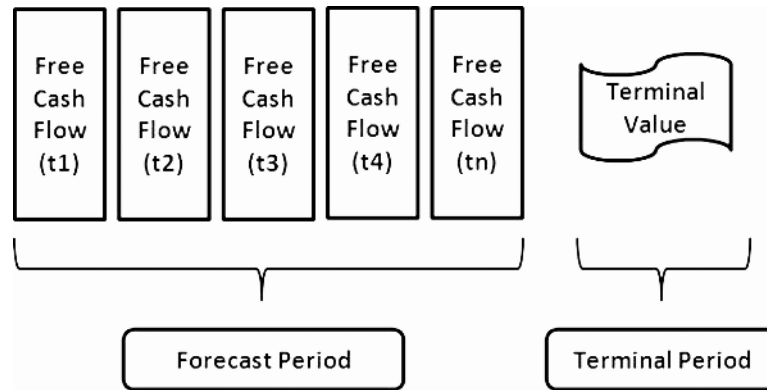 Free
Cash
Flow
(t1)
Free
Cash
Flow
(t2)
Free
Cash
Flow
(t3)
Free
Cash
Flow
(t4)
Free
Cash
Flow
(tn)
Terminal
Value
Forecast Period
Terminal Period